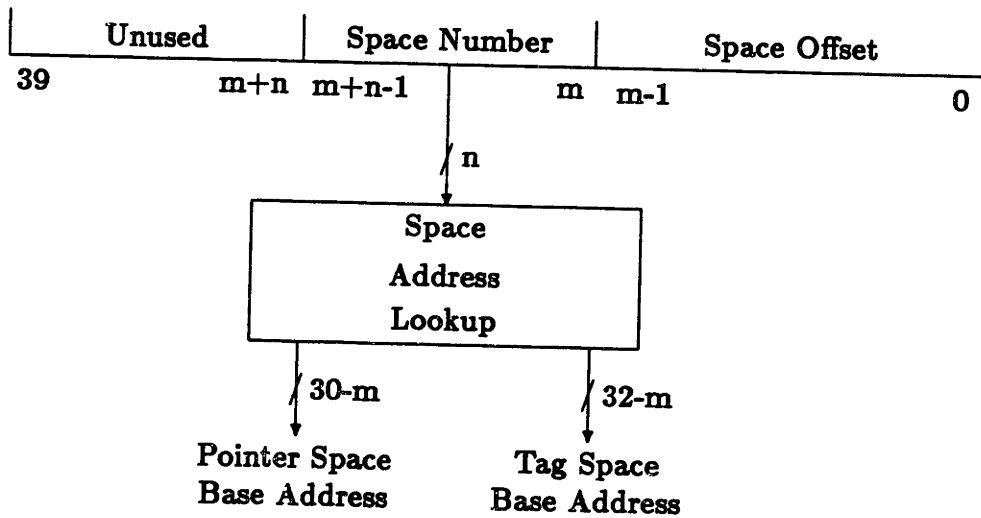 Unused Space Number Space Offset
39 m+n m+n-1 m m-1 0
n
Space
Address
Lookup
30-m 32-m
Pointer Space Tag Space
Base Address Base Address